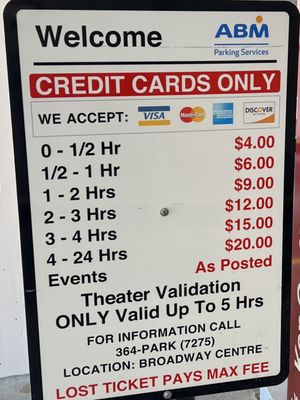 Welcome
ABM
Parking Services
CREDIT CARDS ONLY
WE ACCEPT: VISA MasterCard DISCOVER
0 - 1/2 Hr $4.00
1/2 - 1 Hr $6.00
1 - 2 Hrs $9.00
2 - 3 Hrs $12.00
3 - 4 Hrs $15.00
4 - 24 Hrs $20.00
Events As Posted
Theater Validation
ONLY Valid Up To 5 Hrs
FOR INFORMATION CALL
364-PARK (7275)
LOCATION: BROADWAY CENTRE
LOST TICKET PAYS MAX FEE